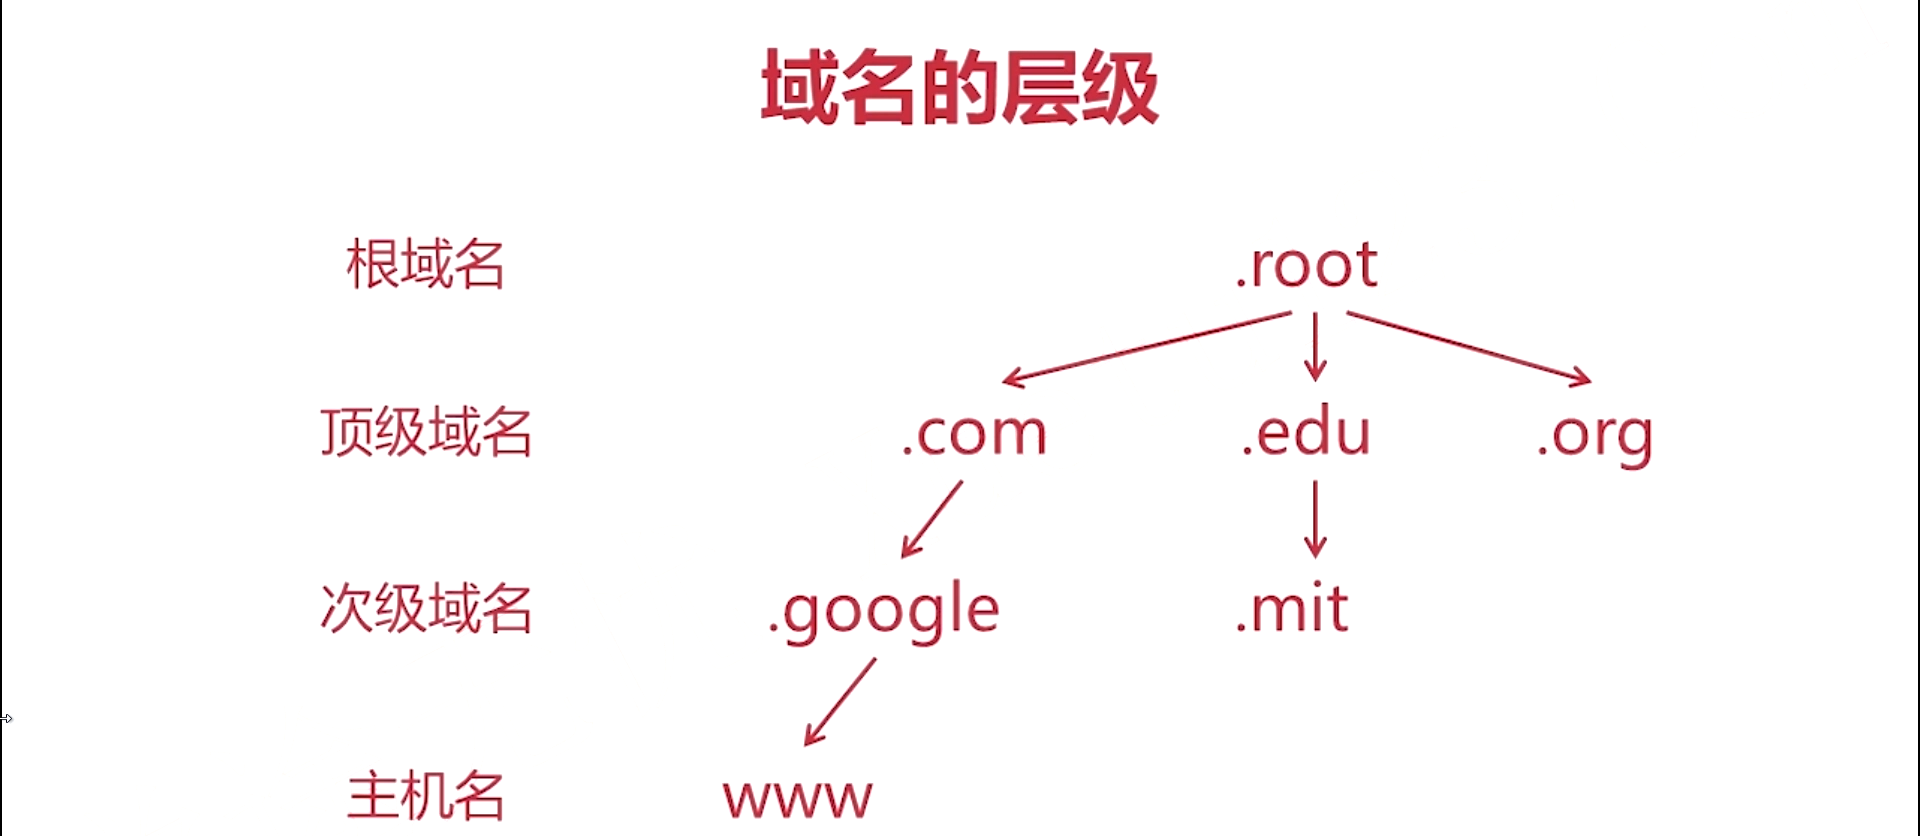 域名的层级
根域名 .root
顶级域名 .com .edu .org
次级域名 .google .mit
主机名 www